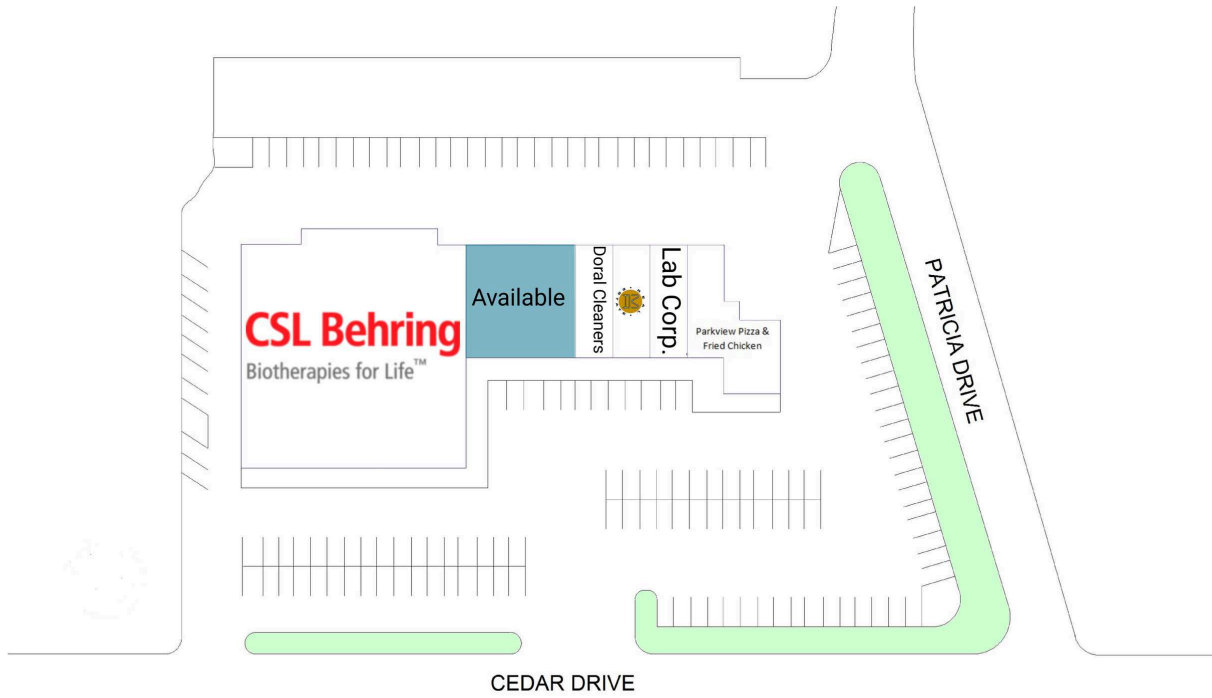 CSL Behring
Biotherapies for Life™
Available
Doral Cleaners
Lab Corp.
Parkview Pizza &
Fried Chicken
PATRICIA DRIVE
CEDAR DRIVE